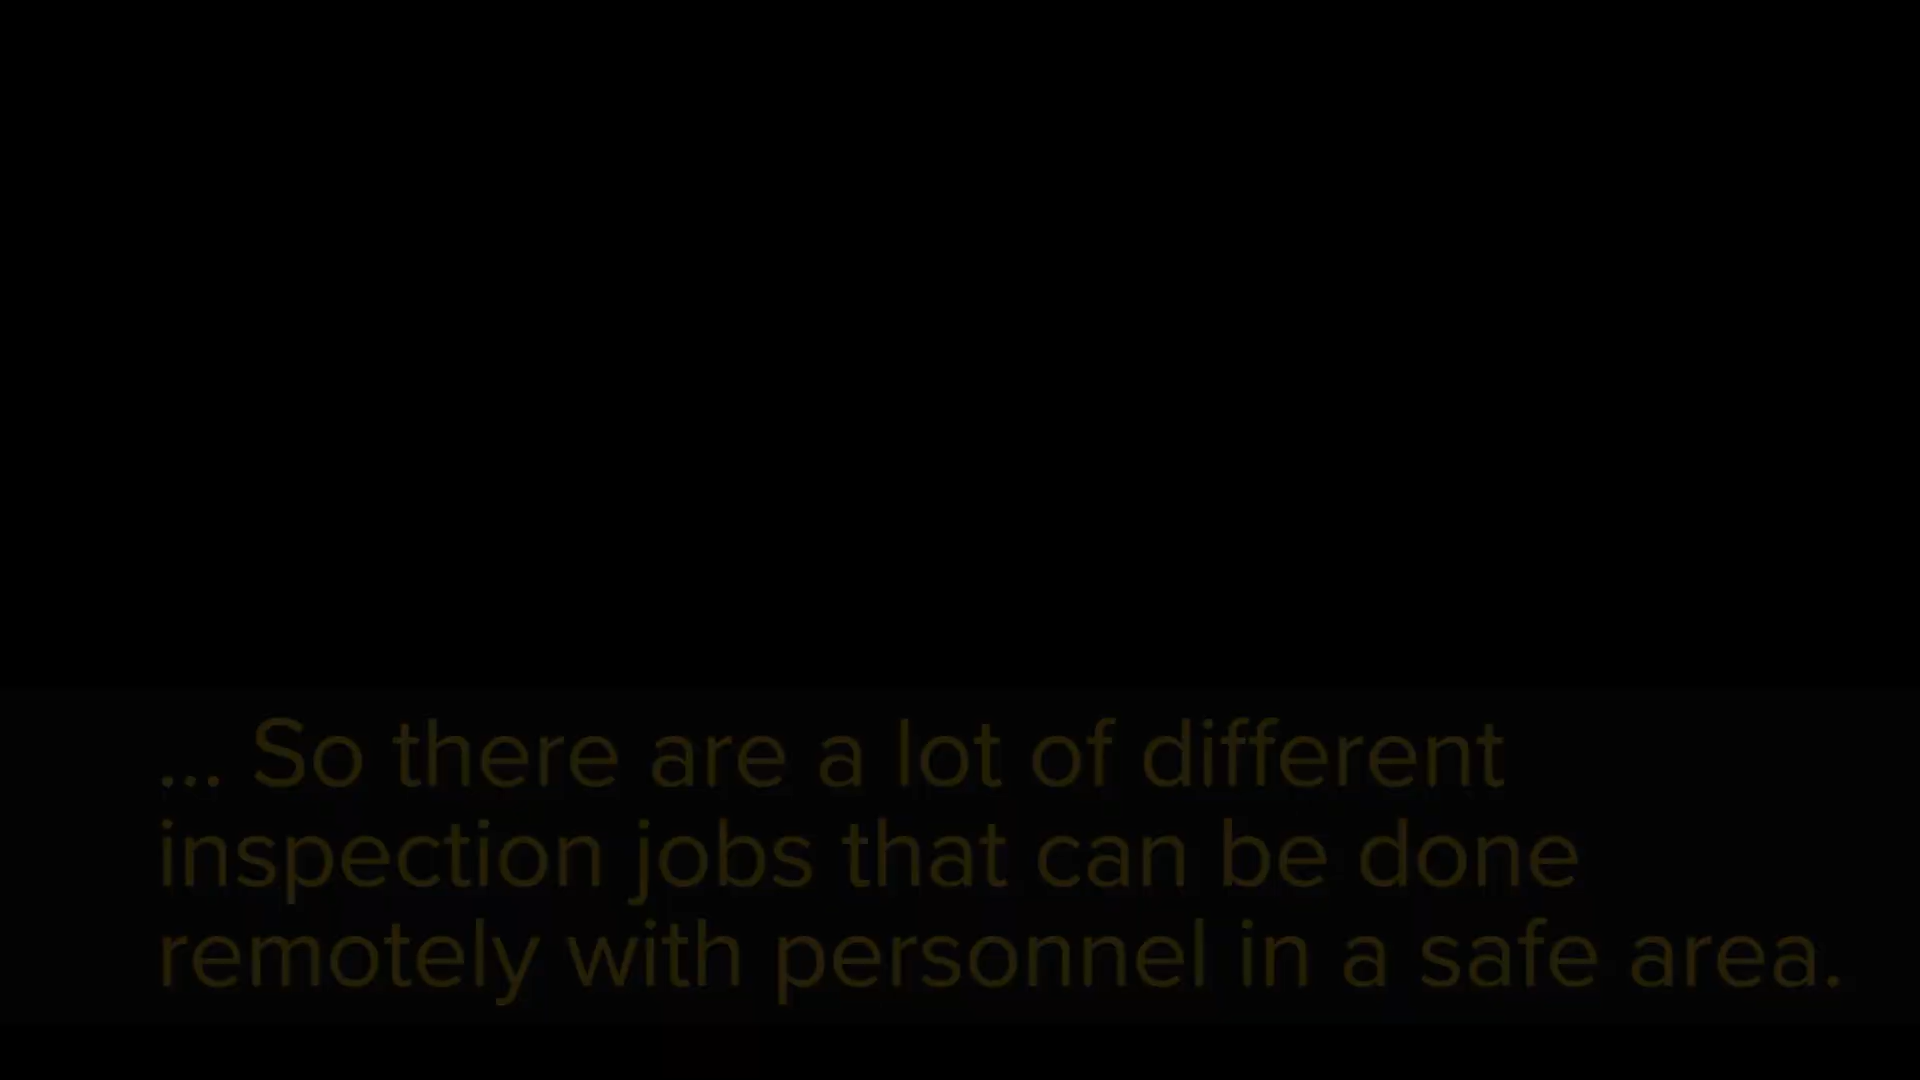 ... So there are a lot of different
inspection jobs that can be done
remotely with personnel in a safe area.